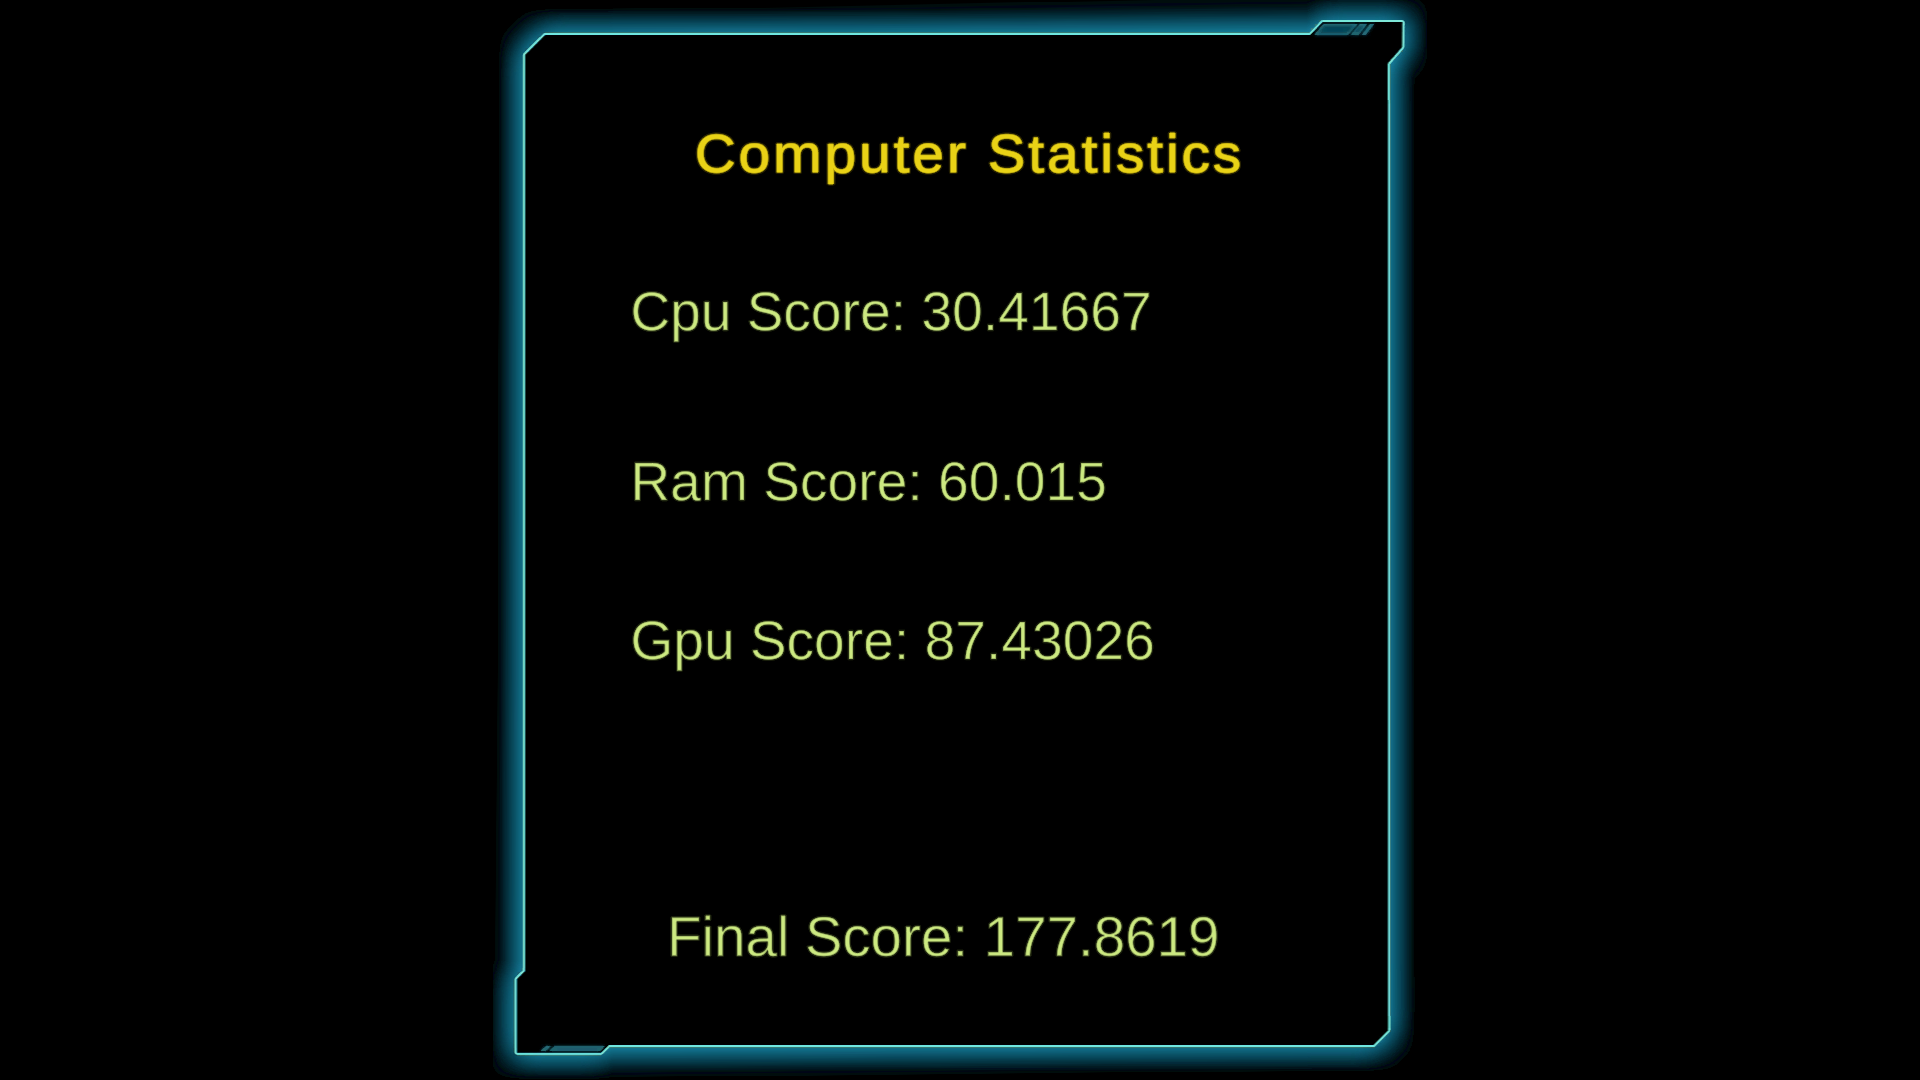 Computer Statistics
Cpu Score: 30.41667
Ram Score: 60.015
Gpu Score: 87.43026
Final Score: 177.8619